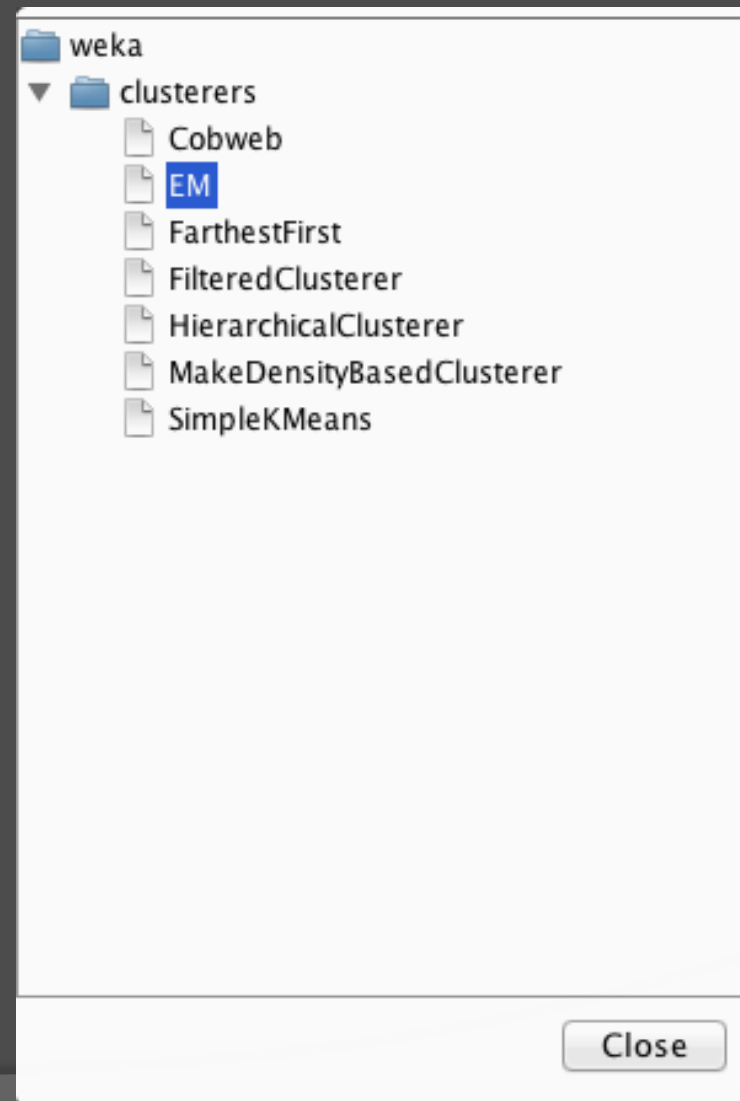 weka
clusterers
Cobweb
EM
FarthestFirst
FilteredClusterer
HierarchicalClusterer
MakeDensityBasedClusterer
SimpleKMeans
Close